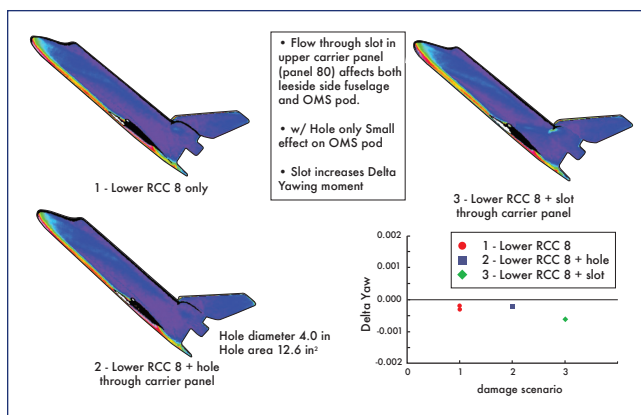 1 - Lower RCC 8 only
• Flow through slot in
upper carrier panel
(panel 80) affects both
leeside side fuselage
and OMS pod.
• w/ Hole only Small
effect on OMS pod
• Slot increases Delta
Yawing moment
3 - Lower RCC 8 + slot
through carrier panel
Hole diameter 4.0 in
Hole area 12.6 in²
2 - Lower RCC 8 + hole
through carrier panel
1 - Lower RCC 8
2 - Lower RCC 8 + hole
3 - Lower RCC 8 + slot
Delta Yaw
0.002
0.002
0.000
-0.001
-0.002
0 1 2 3 4
damage scenario